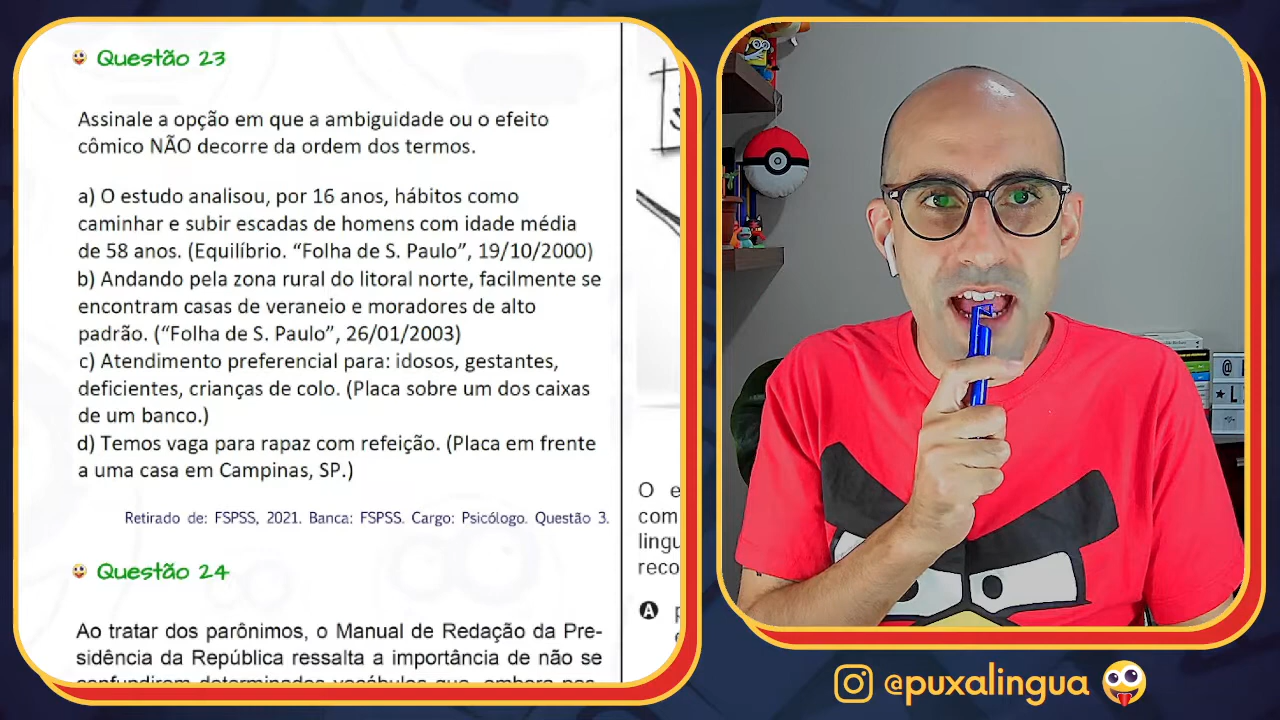 Questão 23
Assinale a opção em que a ambiguidade ou o efeito
cômico NÃO decorre da ordem dos termos.
a) O estudo analisou, por 16 anos, hábitos como
caminhar e subir escadas de homens com idade média
de 58 anos. (Equilíbrio. “Folha de S. Paulo”, 19/10/2000)
b) Andando pela zona rural do litoral norte, facilmente se
encontram casas de veraneio e moradores de alto
padrão. (“Folha de S. Paulo”, 26/01/2003)
c) Atendimento preferencial para: idosos, gestantes,
deficientes, crianças de colo. (Placa sobre um dos caixas
de um banco.)
d) Temos vaga para rapaz com refeição. (Placa em frente
a uma casa em Campinas, SP.)
Retirado de: FSPSS, 2021. Banca: FSPSS. Cargo: Psicólogo. Questão 3.
Questão 24
Ao tratar dos parônimos, o Manual de Redação da Pre-
sidência da República ressalta a importância de não se
O
com
A
@puxalingua